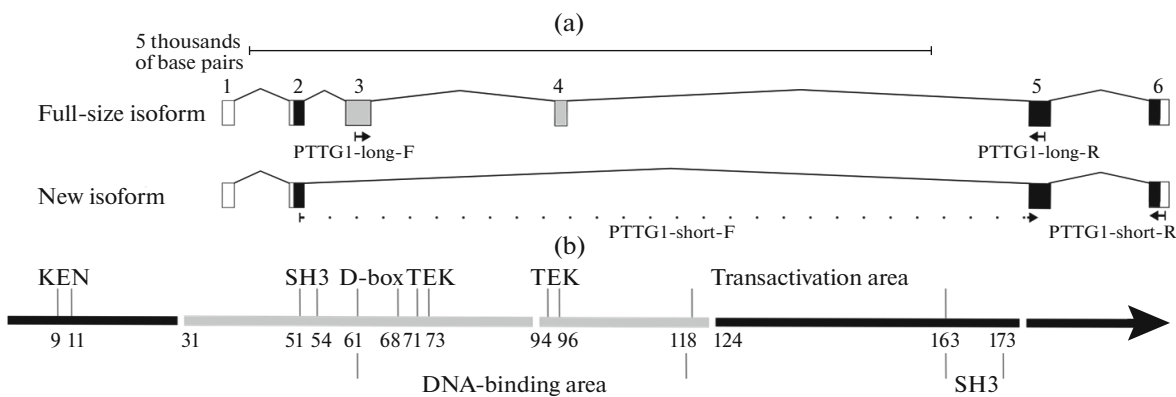 (a)
5 thousands
of base pairs
1 2 3 4 5 6
Full-size isoform
PTTG1-long-F PTTG1-long-R
New isoform
PTTG1-short-F PTTG1-short-R
(b)
KEN SH3 D-box TEK TEK Transactivation area
9 11 31 51 54 61 68 71 73 94 96 118 124 163 173
DNA-binding area SH3